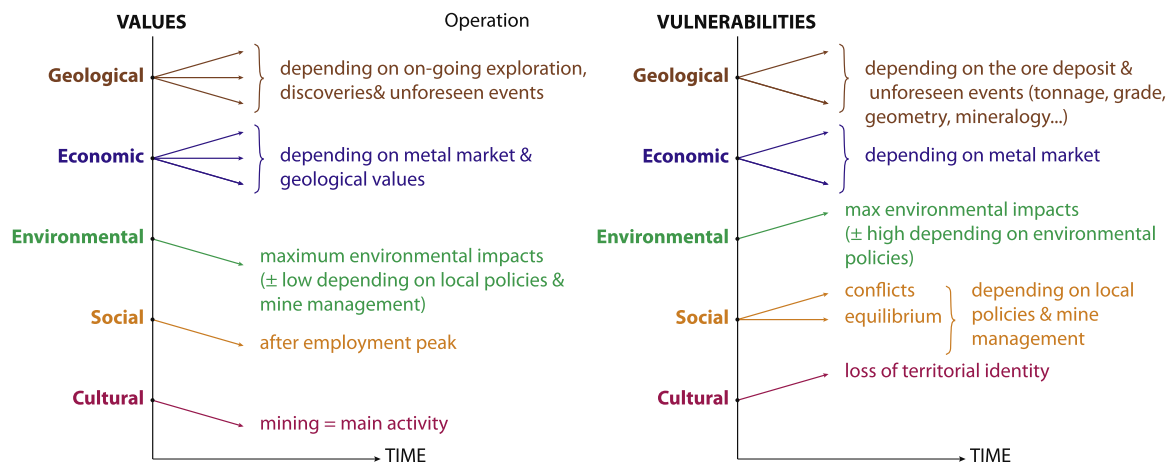 VALUES
Operation
VULNERABILITIES
Geological
depending on on-going exploration,
discoveries& unforeseen events
Economic
depending on metal market &
geological values
Environmental
maximum environmental impacts
(± low depending on local policies &
mine management)
Social
after employment peak
Cultural
mining = main activity
TIME
Geological
depending on the ore deposit &
unforeseen events (tonnage, grade,
geometry, mineralogy...)
Economic
depending on metal market
Environmental
max environmental impacts
(± high depending on environmental
policies)
Social
conflicts
equilibrium
depending on local
policies & mine
management
Cultural
loss of territorial identity
TIME